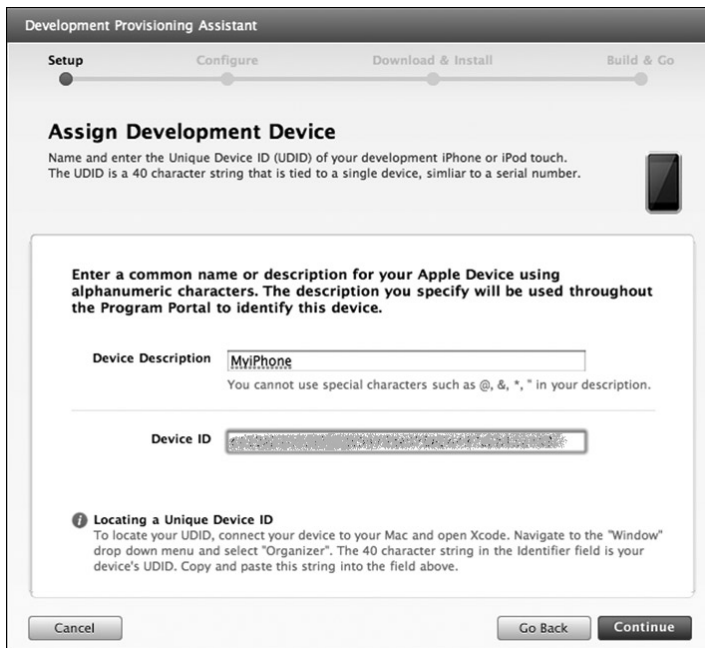 Development Provisioning Assistant
Setup Configure Download & Install Build & Go
Assign Development Device
Name and enter the Unique Device ID (UDID) of your development iPhone or iPod touch.
The UDID is a 40 character string that is tied to a single device, simliar to a serial number.
Enter a common name or description for your Apple Device using
alphanumeric characters. The description you specify will be used throughout
the Program Portal to identify this device.
Device Description MyiPhone
You cannot use special characters such as @, &, *, " in your description.
Device ID
Locating a Unique Device ID
To locate your UDID, connect your device to your Mac and open Xcode. Navigate to the "Window"
drop down menu and select "Organizer". The 40 character string in the Identifier field is your
device's UDID. Copy and paste this string into the field above.
Cancel Go Back Continue